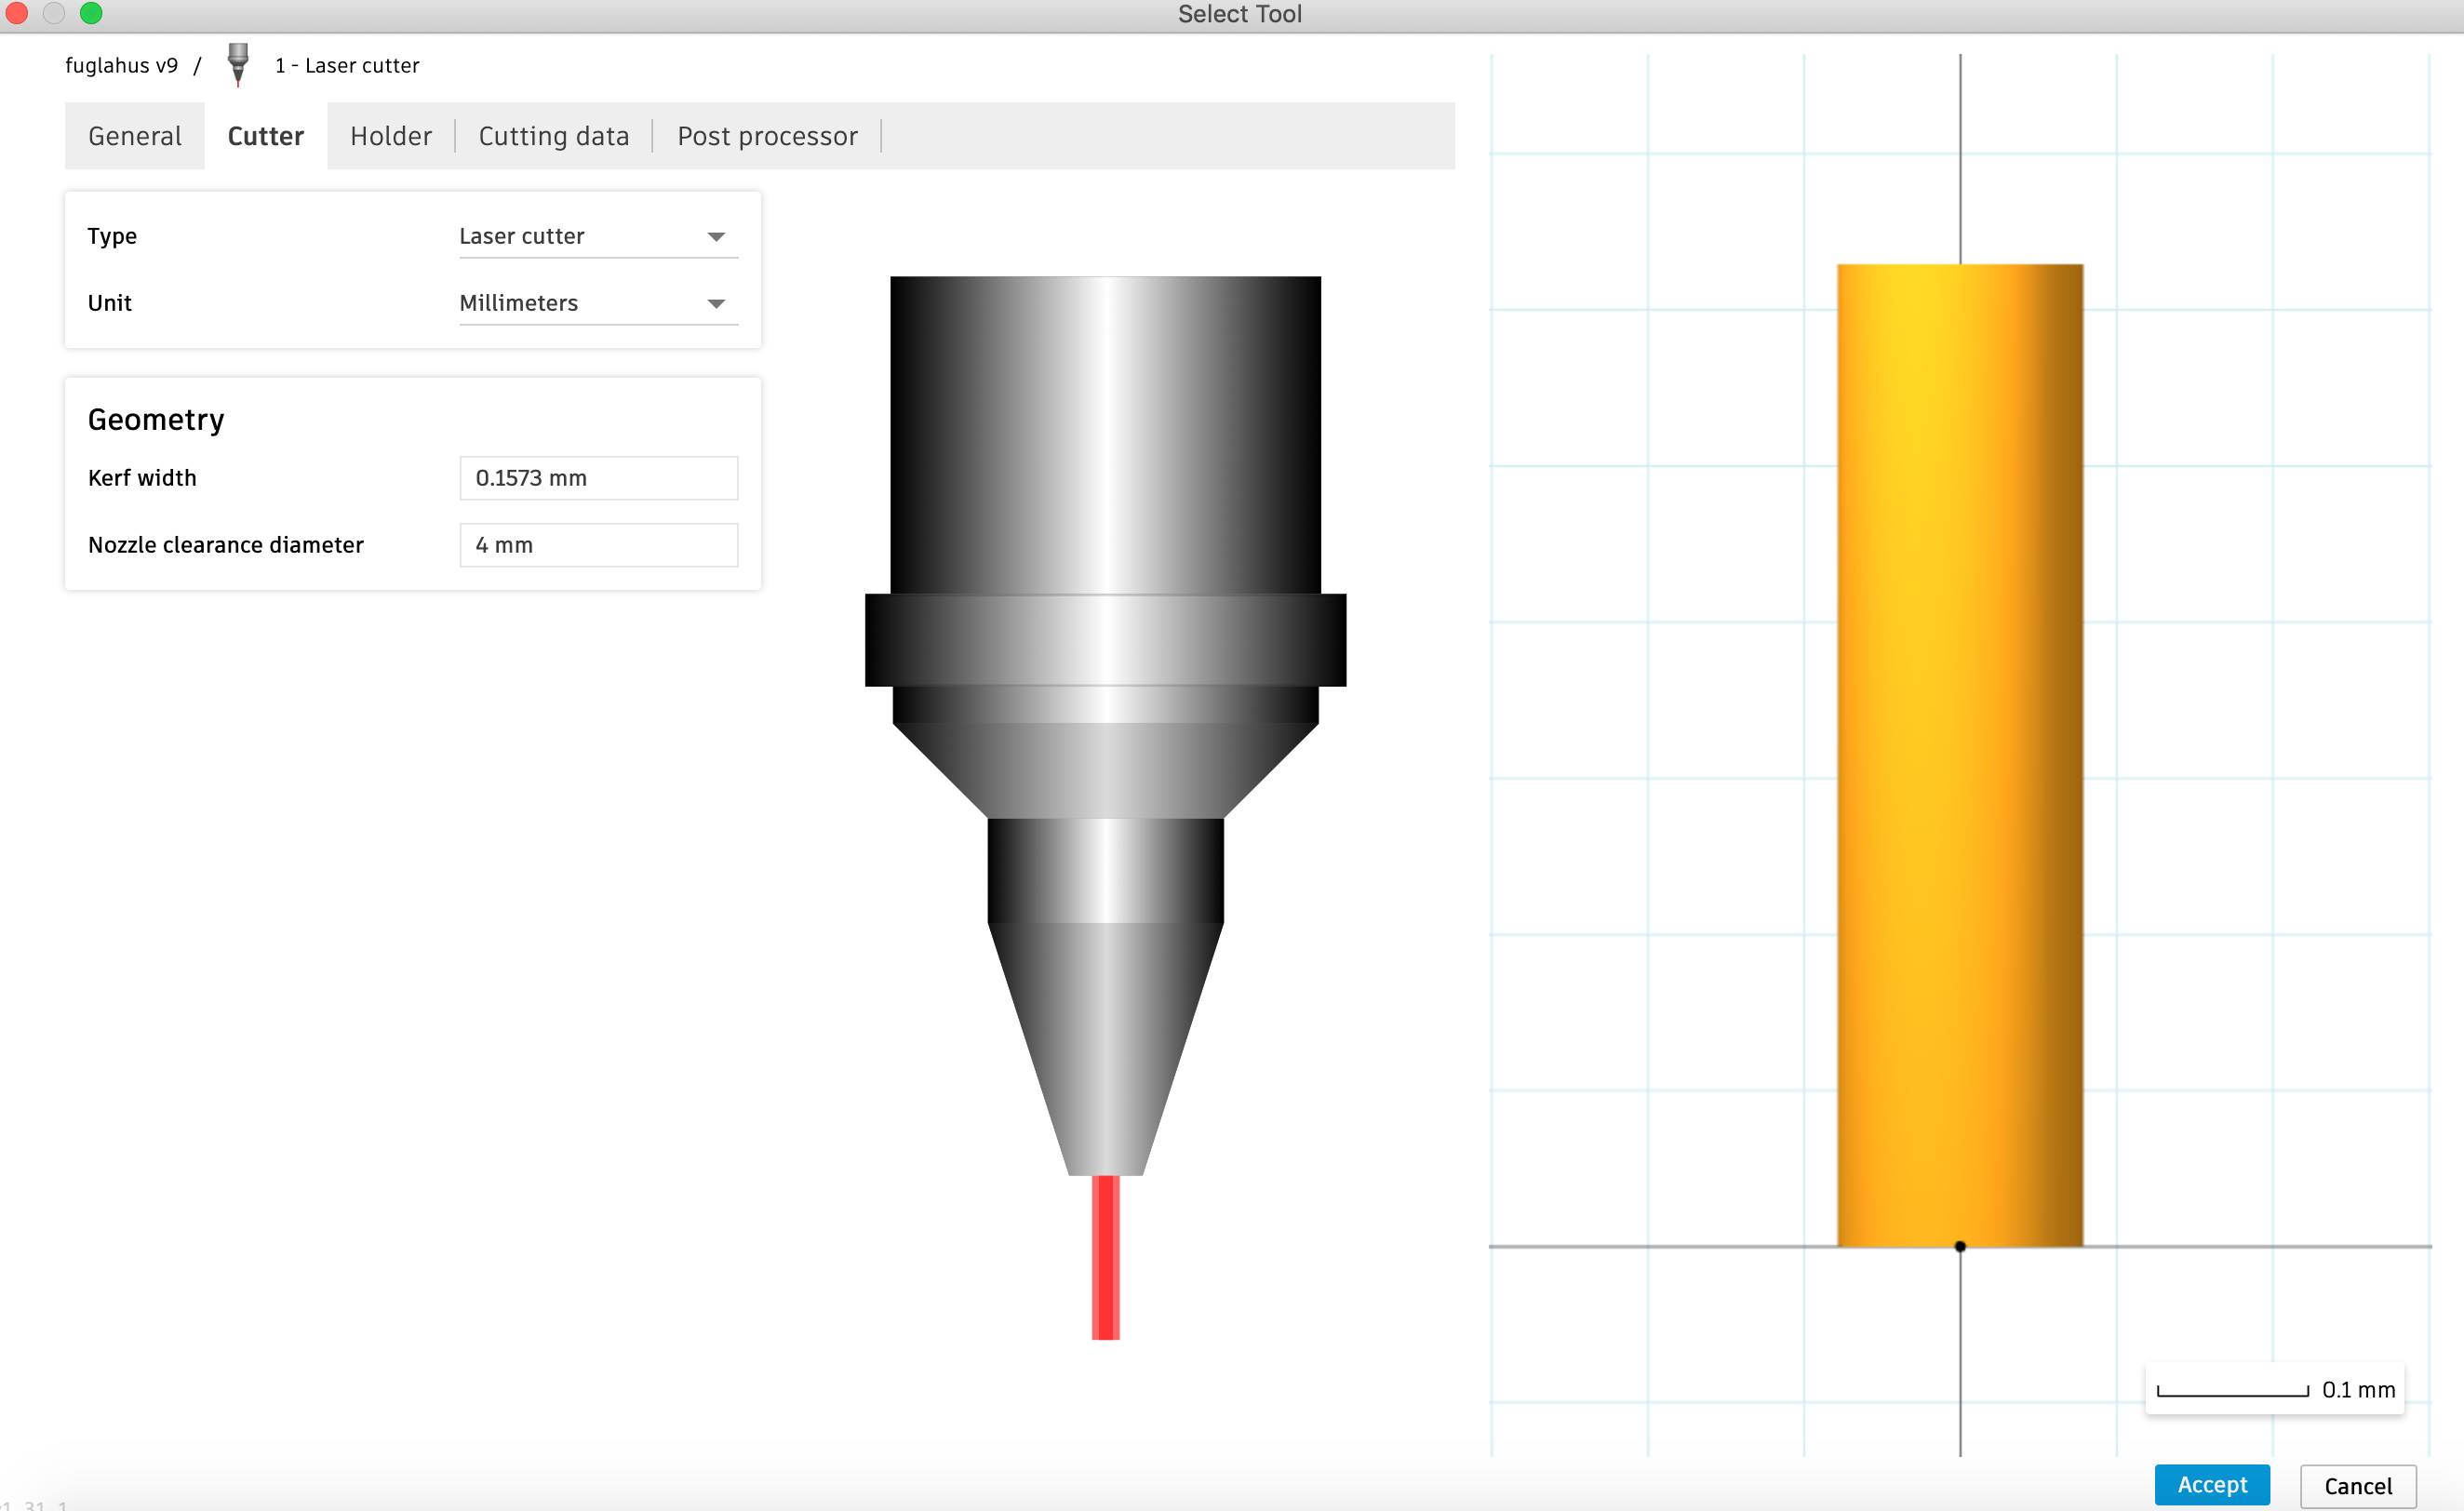 Select Tool
fuglahus v9 / 1 - Laser cutter
General Cutter Holder Cutting data Post processor
Type Laser cutter
Unit Millimeters
Geometry
Kerf width 0.1573 mm
Nozzle clearance diameter 4 mm
0.1 mm
Accept Cancel